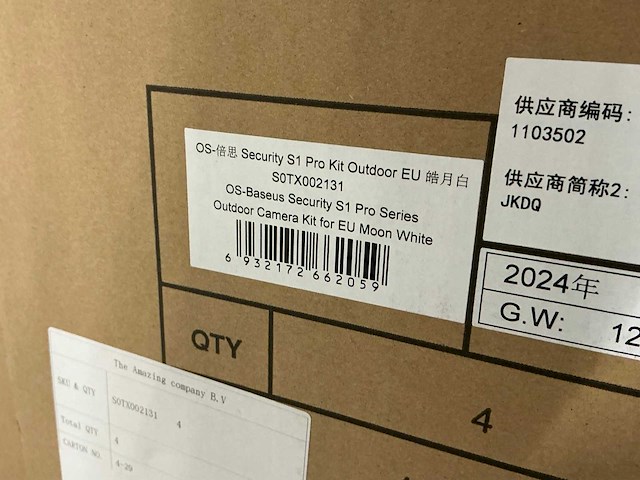 OS-倍思 Security S1 Pro Kit Outdoor EU 皓月白
S0TX002131
OS-Baseus Security S1 Pro Series
Outdoor Camera Kit for EU Moon White
6 932172 662059
供应商编码:
1103502
供应商简称2:
JKDQ
2024年
G.W: 12
QTY
4
The Amazing company B.V
SKU & QTY
S0TX002131 4
Total QTY
4
CARTON NO.
4-20